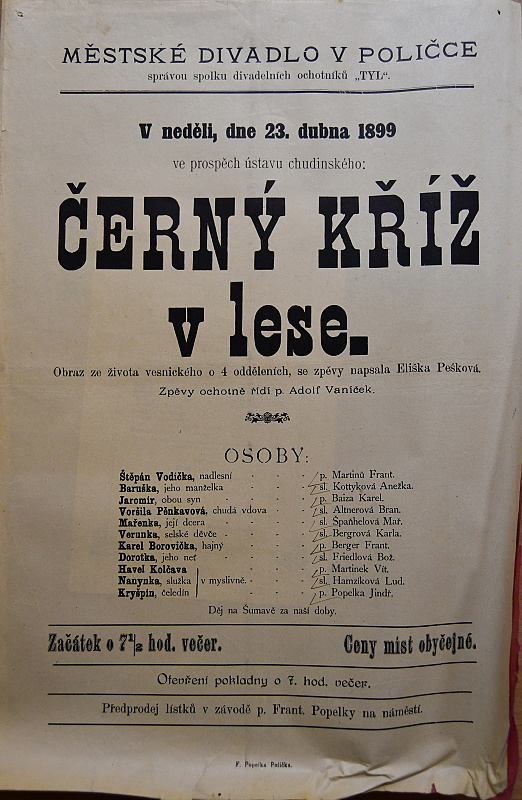 MĚSTSKÉ DIVADLO V POLIČCE
správou spolku divadelních ochotníků „TYL“.
V neděli, dne 23. dubna 1899
ve prospěch ústavu chudinského:
ČERNÝ KŘÍŽ
v lese.
Obraz ze života vesnického o 4 odděleních, se zpěvy napsala Eliška Pešková.
Zpěvy ochotně řídí p. Adolf Vaníček.
OSOBY:
Štěpán Vodička, nadlesní - - - p. Martinů Frant.
Baruška, jeho manželka - - - sl. Kottyková Anežka.
Jaromír, obou syn - - - - p. Baiza Karel.
Voršila Pěnkavová, chudá vdova - - sl. Altnerová Bran.
Mařenka, její dcera - - - sl. Španhelová Mař.
Verunka, selské děvče - - - - sl. Bergrová Karla.
Karel Borovička, hajný - - - p. Berger Frant.
Dorotka, jeho neť - - - - sl. Friedlová Bož.
Havel Kolčava - - - p. Martinek Vít.
Nanynka, služka } v myslivně. - - - sl. Hamzíková Lud.
Kryšpín, čeledín - - - p. Popelka Jindř.
Děj na Šumavě za naší doby.
Začátek o 7½ hod. večer. Ceny míst obyčejné.
Otevření pokladny o 7. hod. večer.
Předprodej lístků v závodě p. Frant. Popelky na náměstí.
F. Popelka Polička.